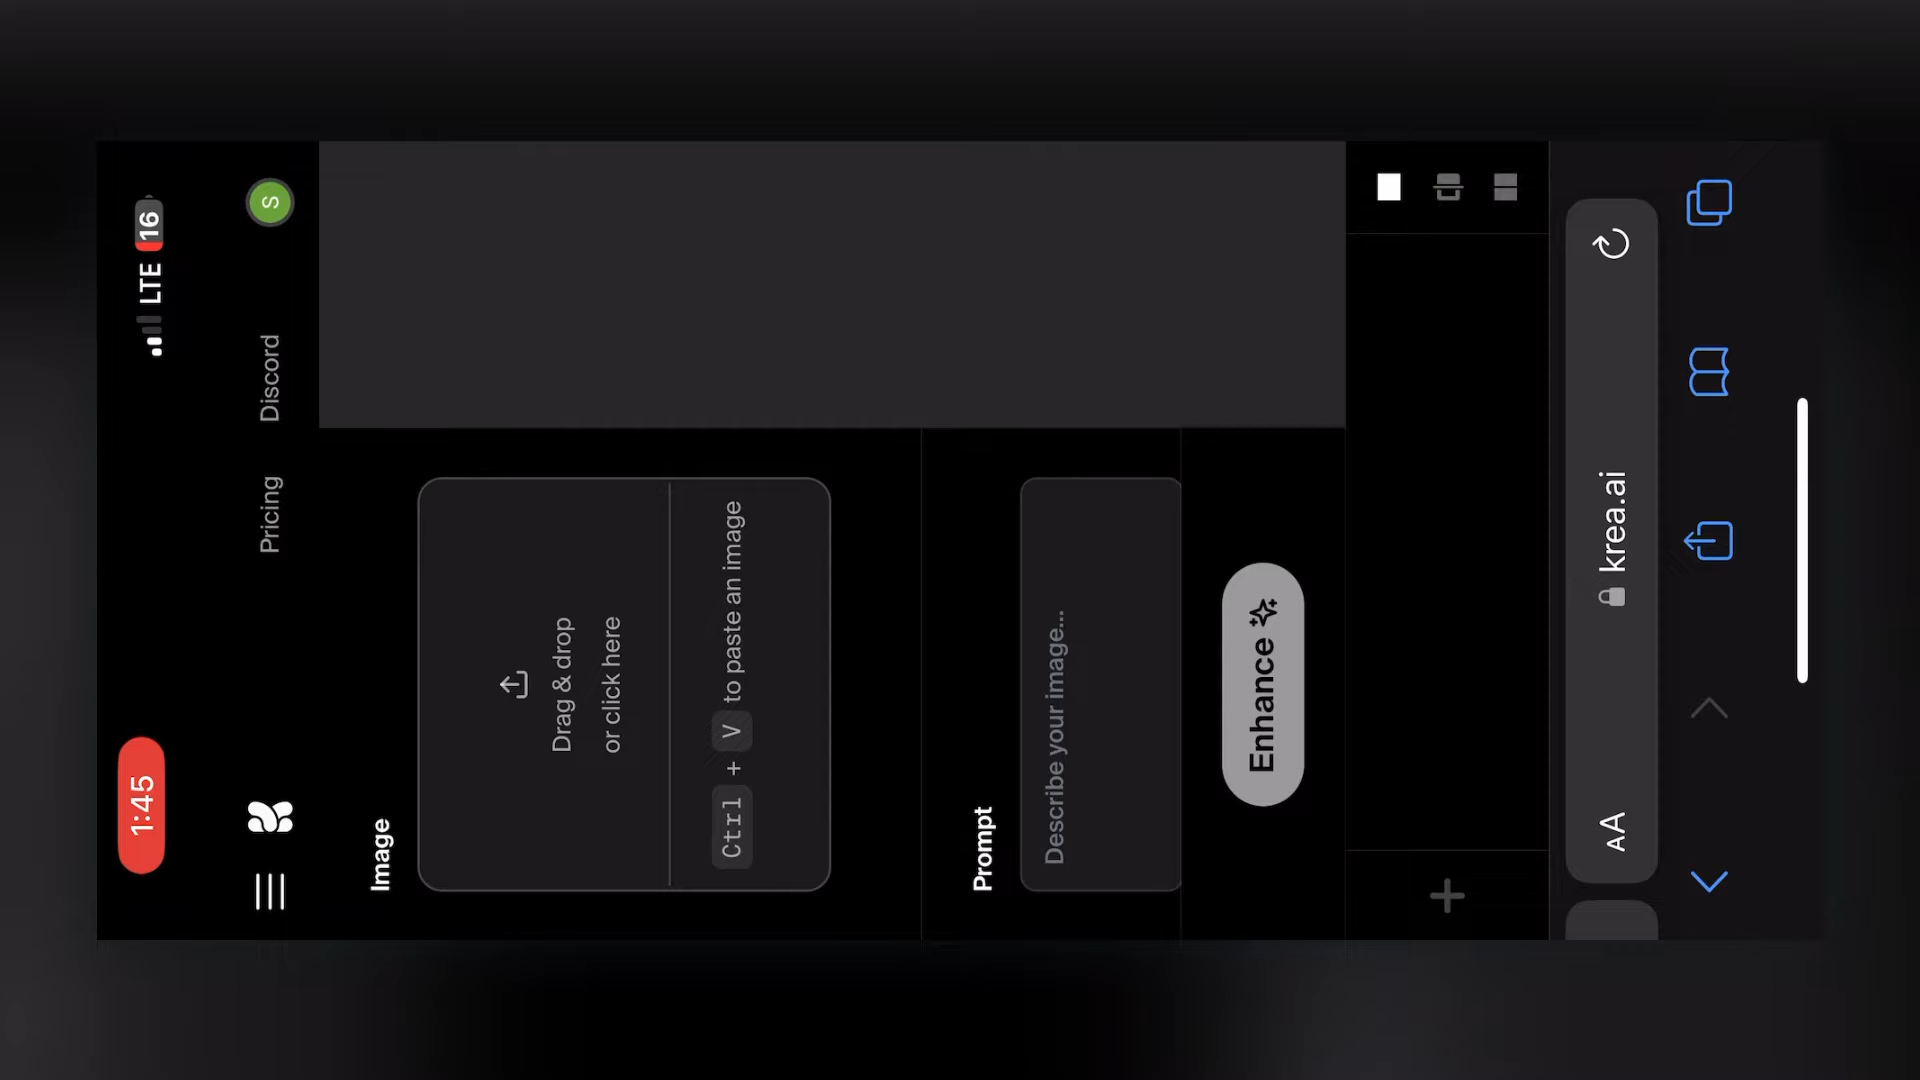 1:45
LTE 16
Pricing
Discord
S
Image
Drag & drop
or click here
Ctrl + V to paste an image
Prompt
Describe your image...
Enhance
AA
krea.ai